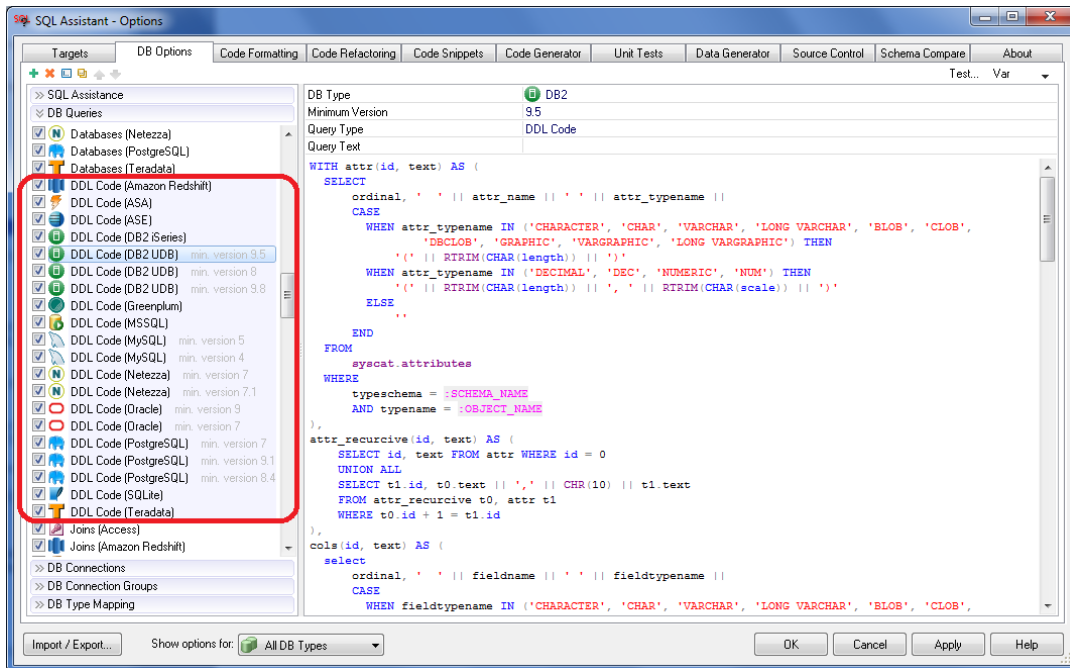 SQL Assistant - Options
Targets DB Options Code Formatting Code Refactoring Code Snippets Code Generator Unit Tests Data Generator Source Control Schema Compare About
Test... Var
SQL Assistance
DB Queries
Databases (Netezza)
Databases (PostgreSQL)
Databases (Teradata)
DDL Code (Amazon Redshift)
DDL Code (ASA)
DDL Code (ASE)
DDL Code (DB2 iSeries)
DDL Code (DB2 UDB) min. version 9.5
DDL Code (DB2 UDB) min. version 8
DDL Code (DB2 UDB) min. version 9.8
DDL Code (Greenplum)
DDL Code (MSSQL)
DDL Code (MySQL) min. version 5
DDL Code (MySQL) min. version 4
DDL Code (Netezza) min. version 7
DDL Code (Netezza) min. version 7.1
DDL Code (Oracle) min. version 9
DDL Code (Oracle) min. version 7
DDL Code (PostgreSQL) min. version 7
DDL Code (PostgreSQL) min. version 9.1
DDL Code (PostgreSQL) min. version 8.4
DDL Code (SQLite)
DDL Code (Teradata)
Joins (Access)
Joins (Amazon Redshift)
DB Connections
DB Connection Groups
DB Type Mapping
DB Type DB2
Minimum Version 9.5
Query Type DDL Code
Query Text
WITH attr(id, text) AS (
SELECT
ordinal, '  ' || attr_name || ' ' || attr_typename ||
CASE
WHEN attr_typename IN ('CHARACTER', 'CHAR', 'VARCHAR', 'LONG VARCHAR', 'BLOB', 'CLOB',
'DBCLOB', 'GRAPHIC', 'VARGRAPHIC', 'LONG VARGRAPHIC') THEN
'(' || RTRIM(CHAR(length)) || ')'
WHEN attr_typename IN ('DECIMAL', 'DEC', 'NUMERIC', 'NUM') THEN
'(' || RTRIM(CHAR(length)) || ', ' || RTRIM(CHAR(scale)) || ')'
ELSE
''
END
FROM
syscat.attributes
WHERE
typeschema = :SCHEMA_NAME
AND typename = :OBJECT_NAME
),
attr_recurcive(id, text) AS (
SELECT id, text FROM attr WHERE id = 0
UNION ALL
SELECT t1.id, t0.text || ',' || CHR(10) || t1.text
FROM attr_recurcive t0, attr t1
WHERE t0.id + 1 = t1.id
),
cols(id, text) AS (
select
ordinal, '  ' || fieldname || ' ' || fieldtypename ||
CASE
WHEN fieldtypename IN ('CHARACTER', 'CHAR', 'VARCHAR', 'LONG VARCHAR', 'BLOB', 'CLOB',
Import / Export... Show options for: All DB Types OK Cancel Apply Help